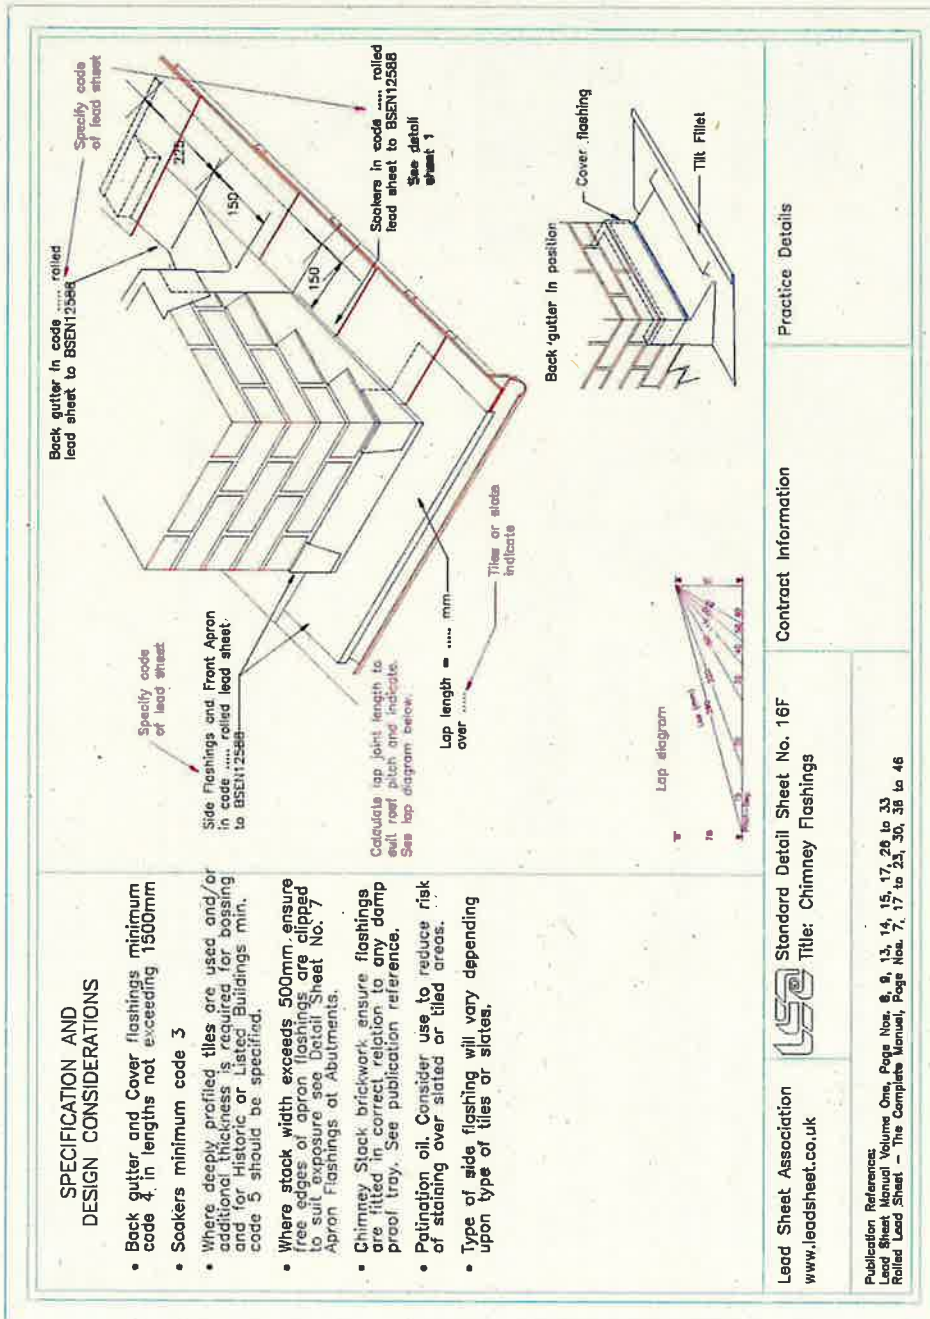 SPECIFICATION AND
DESIGN CONSIDERATIONS
• Back gutter and Cover flashings minimum
code 4 in lengths not exceeding 1500mm
• Soakers minimum code 3
• Where deeply profiled tiles are used and/or
additional thickness is required for bossing
and for Historic or Listed Buildings min.
code 5 should be specified.
• Where stack width exceeds 500mm ensure
free edges of apron flashings are clipped
to suit exposure see Detail Sheet No. 7
Apron Flashings at Abutments.
• Chimney Stack brickwork ensure flashings
are fitted in correct relation to any damp
proof tray. See publication reference.
• Patination oil. Consider use to reduce risk
of staining over slated or tiled areas.
• Type of side flashing will vary depending
upon type of tiles or slates.
Back gutter in code ..... rolled
lead sheet to BSEN12588
Specify code
of lead sheet
Specify code
of lead sheet
Side Flashings and Front Apron
in code ..... rolled lead sheet
to BSEN12588
225
150
150
Soakers in code ..... rolled
lead sheet to BSEN12588
See detail
sheet 1
Calculate lap joint length to
suit roof pitch and indicate.
See lap diagram below.
Lap length = ..... mm
over .....
Tiles or slate
indicate
Lap diagram
Back gutter in position
Cover flashing
Tilt Fillet
Lead Sheet Association
www.leadsheet.co.uk
LSA
Standard Detail Sheet No. 16F
Title: Chimney Flashings
Contract Information
Practice Details
Publication References:
Lead Sheet Manual Volume One, Page Nos. 8, 9, 13, 14, 15, 17, 28 to 33
Rolled Lead Sheet - The Complete Manual, Page Nos. 7, 17 to 23, 30, 38 to 46